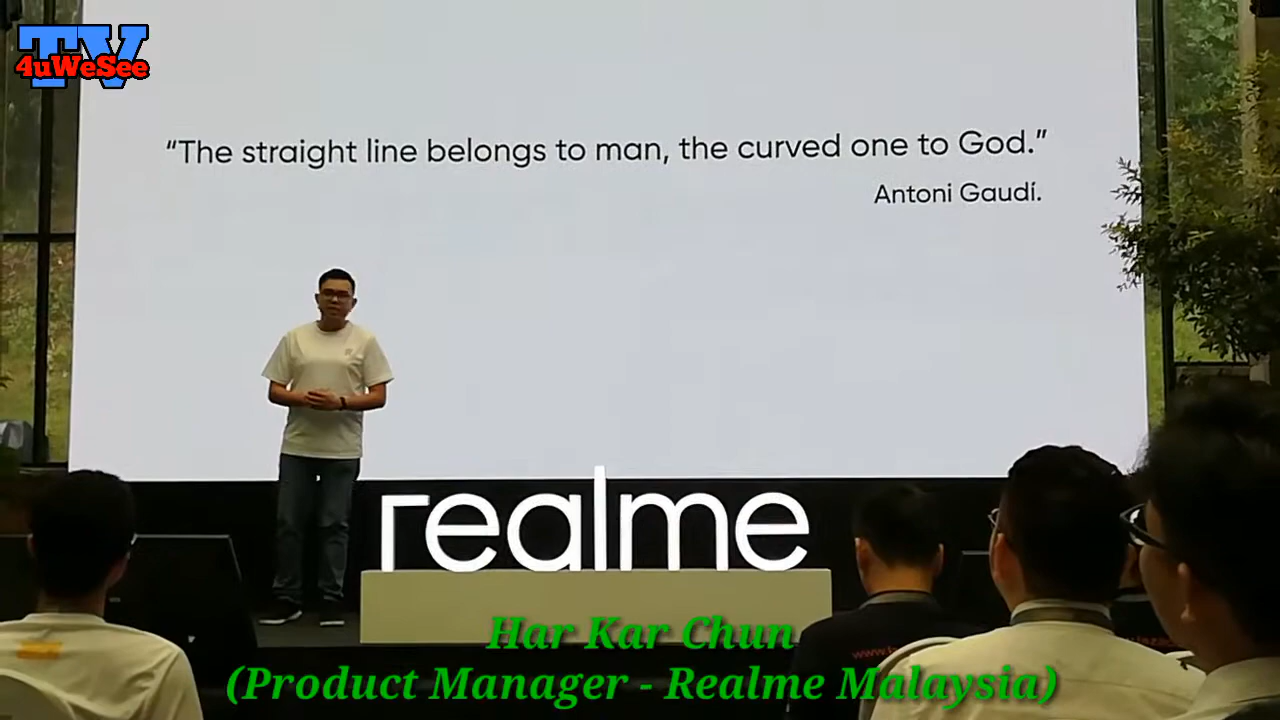 TV
4uWeSee
“The straight line belongs to man, the curved one to God.”
Antoni Gaudí.
realme
Har Kar Chun
(Product Manager - Realme Malaysia)